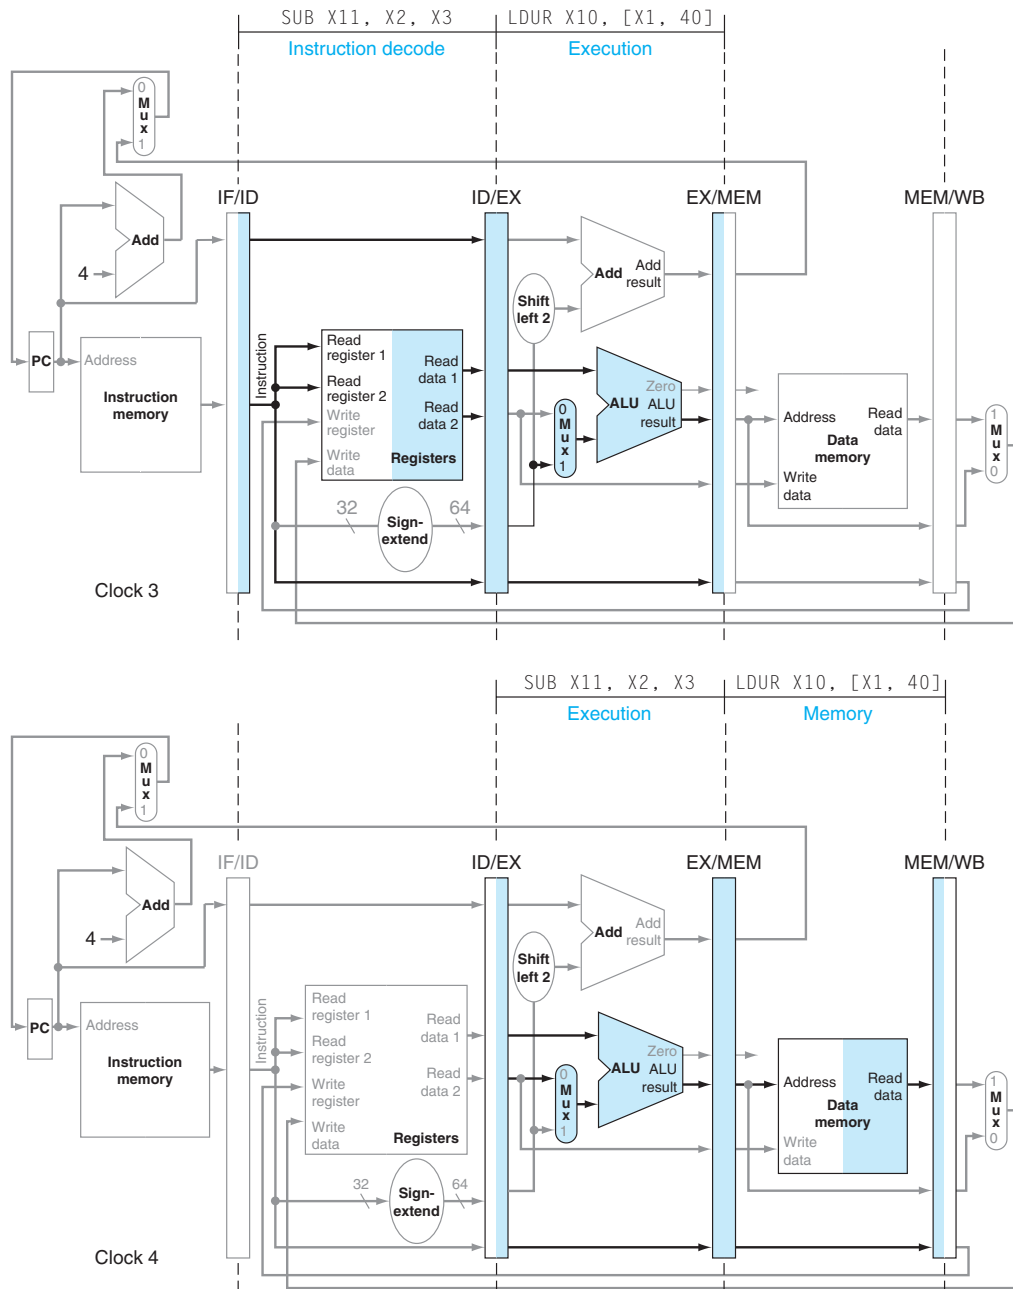 SUB X11, X2, X3
LDUR X10, [X1, 40]
Instruction decode
Execution
0
M
u
x
1
IF/ID
ID/EX
EX/MEM
MEM/WB
Add
4
Add
Add
result
Shift
left 2
PC
Address
Instruction
memory
Instruction
Read
register 1
Read
register 2
Write
register
Write
data
Read
data 1
Read
data 2
Registers
0
M
u
x
1
Zero
ALU
ALU
result
Address
Read
data
Data
memory
Write
data
1
M
u
x
0
32
Sign-
extend
64
Clock 3
SUB X11, X2, X3
LDUR X10, [X1, 40]
Execution
Memory
0
M
u
x
1
IF/ID
ID/EX
EX/MEM
MEM/WB
Add
4
Add
Add
result
Shift
left 2
PC
Address
Instruction
memory
Instruction
Read
register 1
Read
register 2
Write
register
Write
data
Read
data 1
Read
data 2
Registers
0
M
u
x
1
Zero
ALU
ALU
result
Address
Read
data
Data
memory
Write
data
1
M
u
x
0
32
Sign-
extend
64
Clock 4